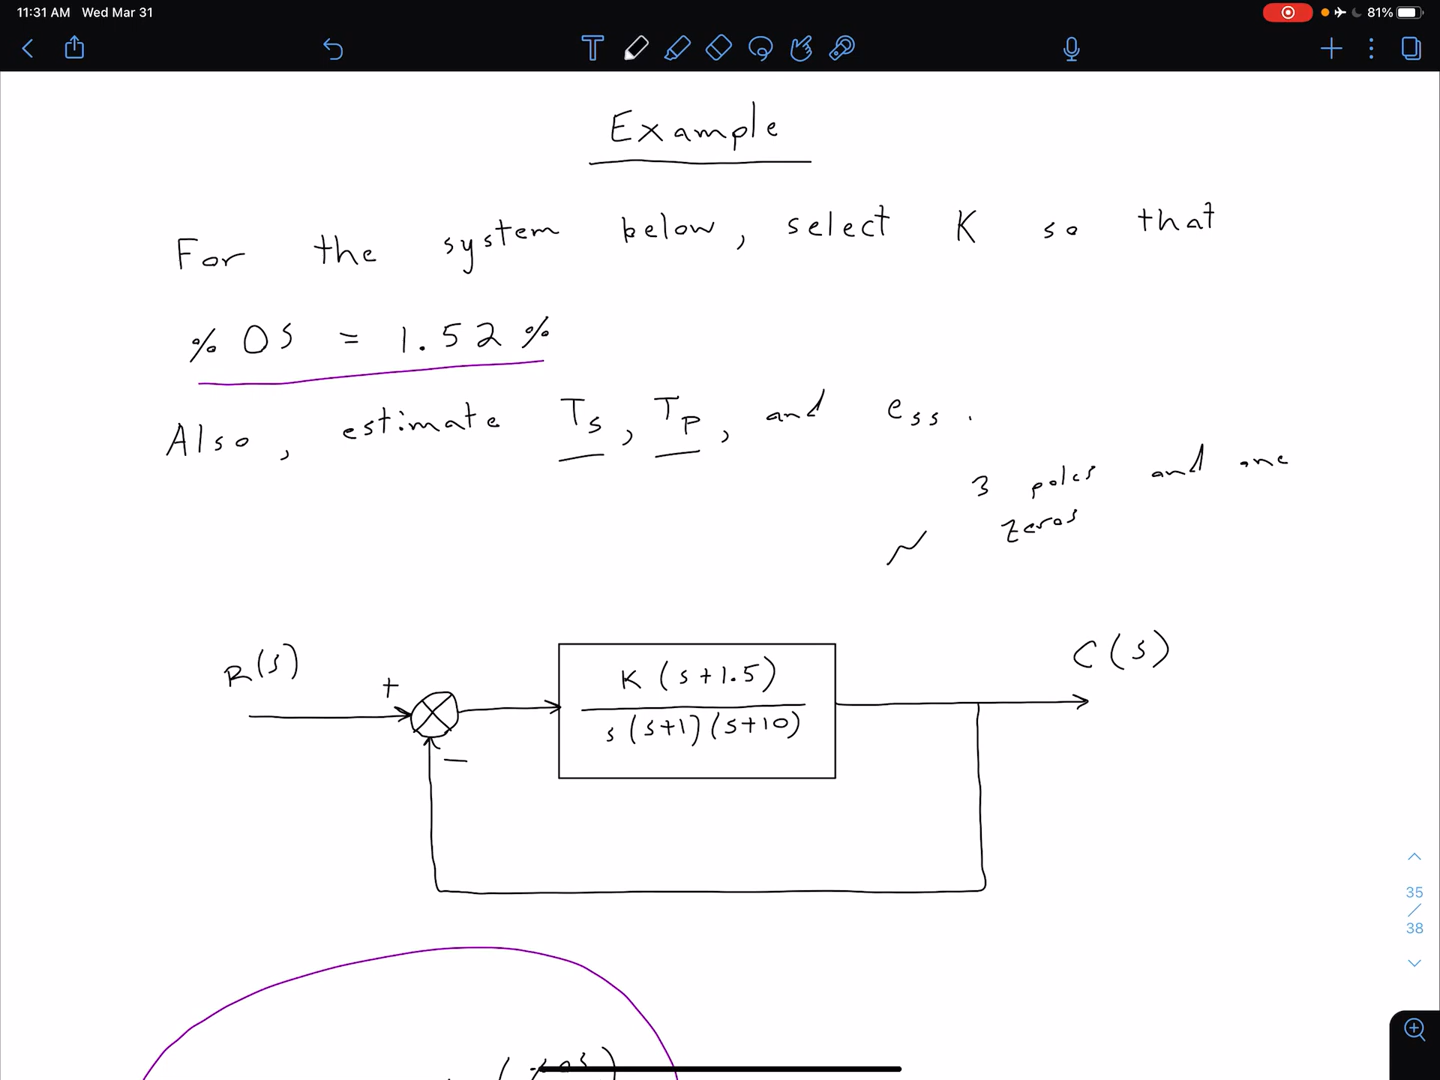 11:31 AM Wed Mar 31
81%
Example
For the system below, select K so that
% OS = 1.52 %
Also, estimate Ts, Tp, and ess.
3 poles and one
zeros
R(s)
+
K (s+1.5)
s(s+1)(s+10)
C(s)
−
35
/
38